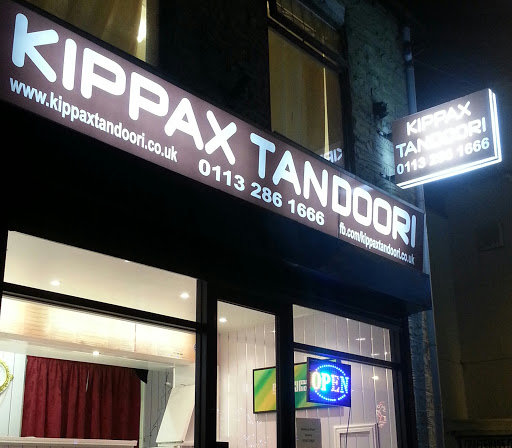 KIPPAX TANDOORI
www.kippaxtandoori.co.uk
0113 286 1666
fb.com/kippaxtandoori.co.uk
KIPPAX
TANDOORI
0113 286 1666
OPEN